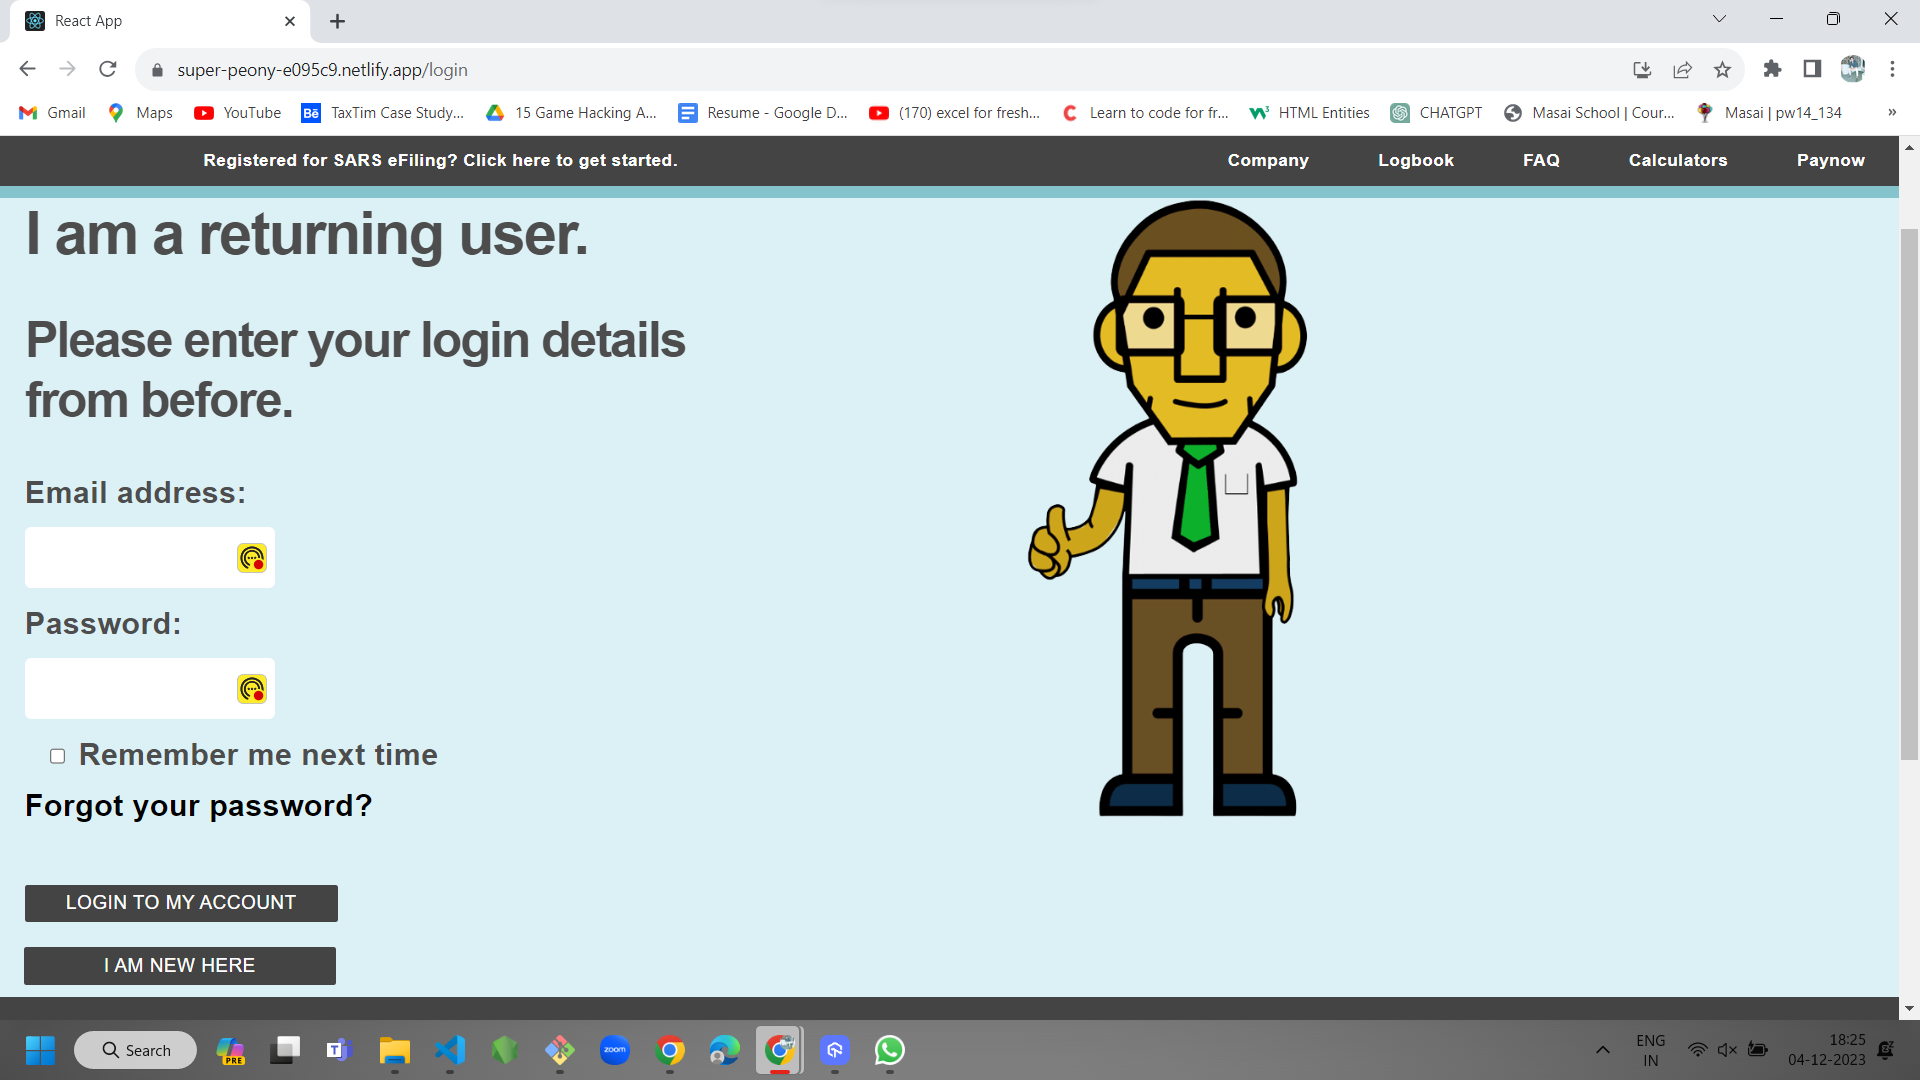 React App
super-peony-e095c9.netlify.app/login
Gmail Maps YouTube Bē TaxTim Case Study... 15 Game Hacking A... Resume - Google D... (170) excel for fresh... Learn to code for fr... HTML Entities CHATGPT Masai School | Cour... Masai | pw14_134 »
Registered for SARS eFiling? Click here to get started. Company Logbook FAQ Calculators Paynow
I am a returning user.
Please enter your login details
from before.
Email address:
Password:
Remember me next time
Forgot your password?
LOGIN TO MY ACCOUNT
I AM NEW HERE
Search PRE zoom ENG 18:25
IN 04-12-2023